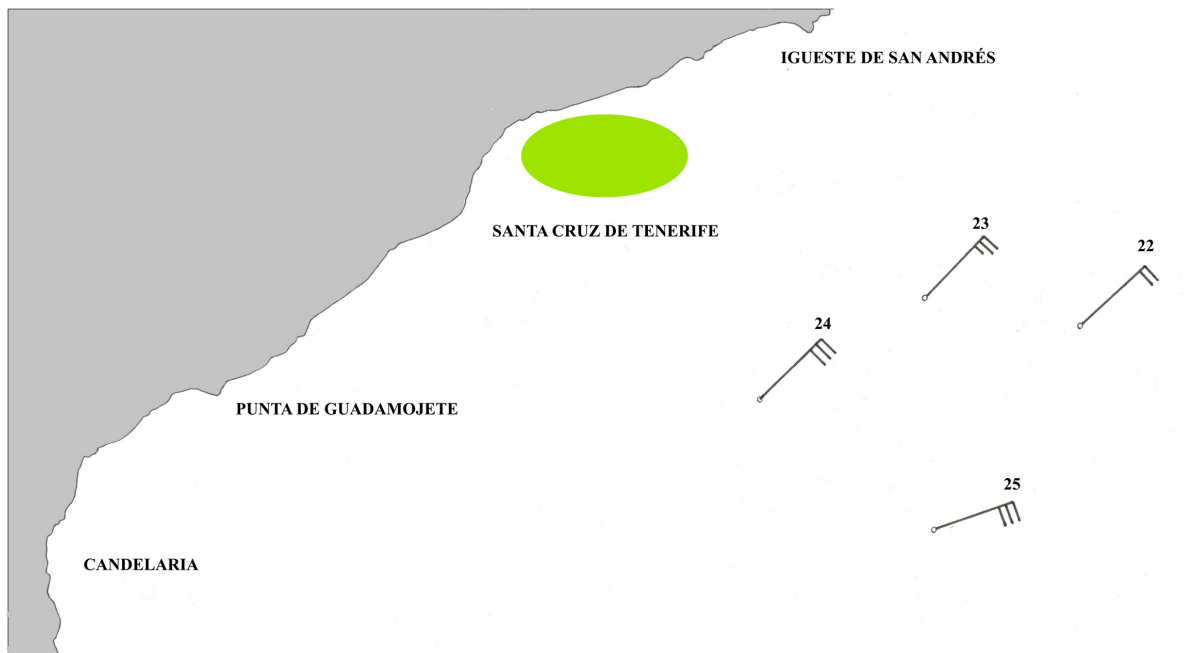 IGUESTE DE SAN ANDRÉS
SANTA CRUZ DE TENERIFE
23
22
24
PUNTA DE GUADAMOJETE
25
CANDELARIA